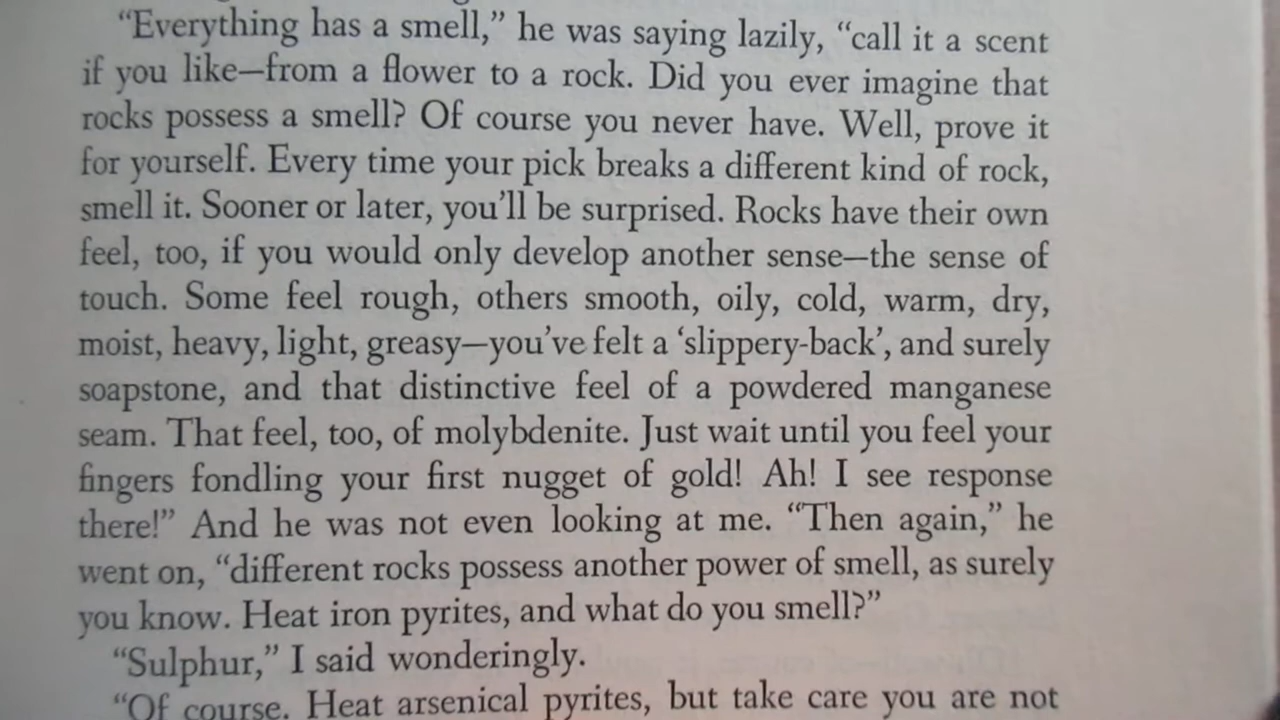 “Everything has a smell,” he was saying lazily, “call it a scent
if you like—from a flower to a rock. Did you ever imagine that
rocks possess a smell? Of course you never have. Well, prove it
for yourself. Every time your pick breaks a different kind of rock,
smell it. Sooner or later, you’ll be surprised. Rocks have their own
feel, too, if you would only develop another sense—the sense of
touch. Some feel rough, others smooth, oily, cold, warm, dry,
moist, heavy, light, greasy—you’ve felt a ‘slippery-back’, and surely
soapstone, and that distinctive feel of a powdered manganese
seam. That feel, too, of molybdenite. Just wait until you feel your
fingers fondling your first nugget of gold! Ah! I see response
there!” And he was not even looking at me. “Then again,” he
went on, “different rocks possess another power of smell, as surely
you know. Heat iron pyrites, and what do you smell?”
“Sulphur,” I said wonderingly.
“Of course. Heat arsenical pyrites, but take care you are not